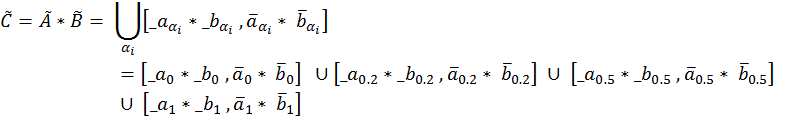 C̃ = Ã * B̃ = ⋃_{α_i} [_a_{α_i} * _b_{α_i} , ā_{α_i} * b̄_{α_i}]
= [_a_0 * _b_0 , ā_0 * b̄_0] ∪ [_a_{0.2} * _b_{0.2} , ā_{0.2} * b̄_{0.2}] ∪ [_a_{0.5} * _b_{0.5} , ā_{0.5} * b̄_{0.5}]
∪ [_a_1 * _b_1 , ā_1 * b̄_1]